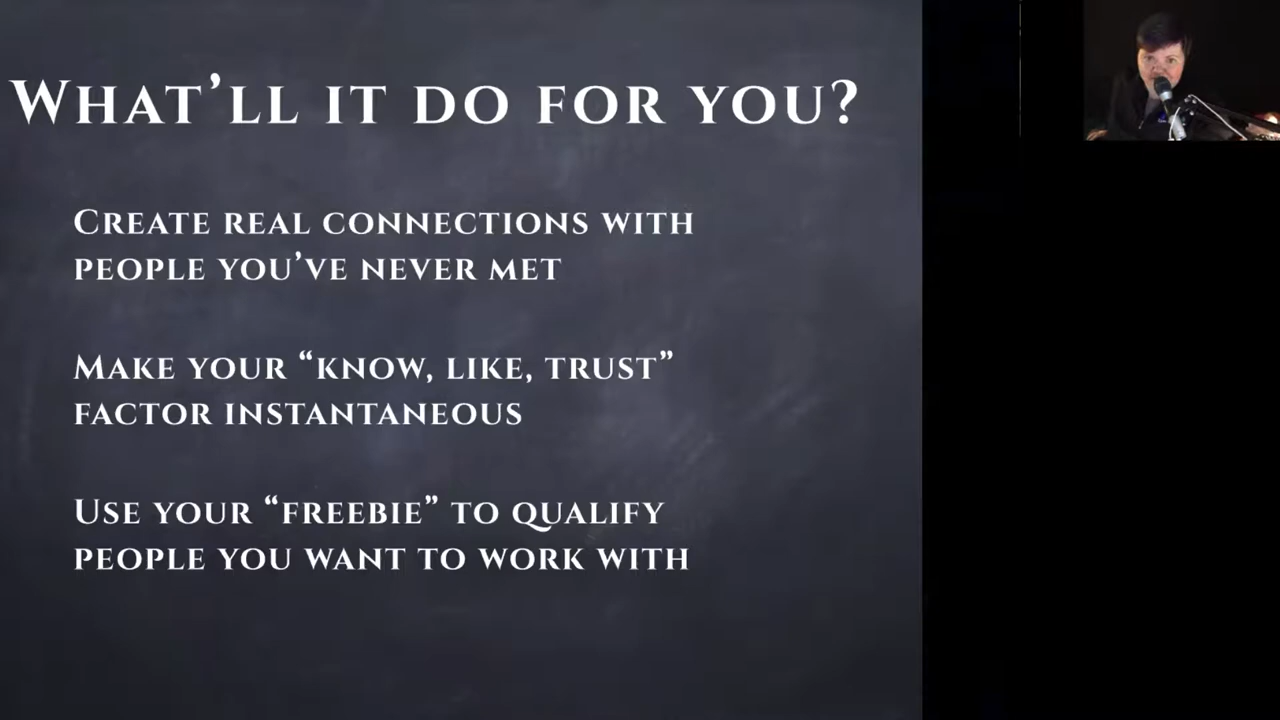 What’ll it do for you?
Create real connections with
people you’ve never met
Make your “know, like, trust”
factor instantaneous
Use your “freebie” to qualify
people you want to work with